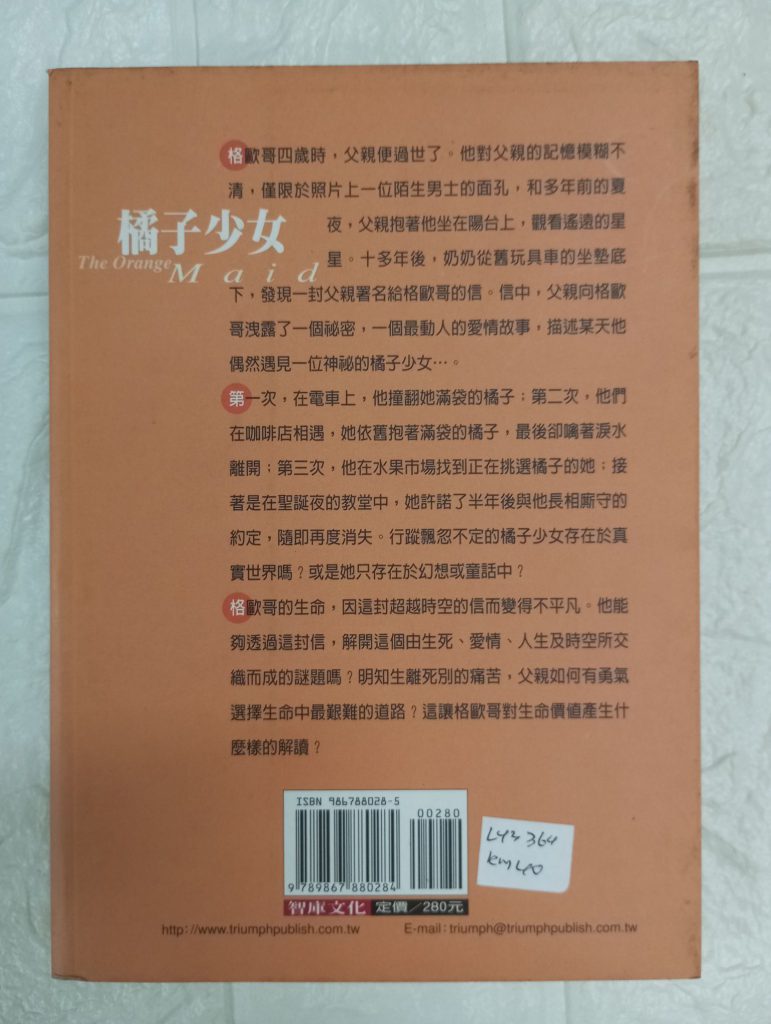 格歐哥四歲時，父親便過世了。他對父親的記憶模糊不
清，僅限於照片上一位陌生男士的面孔，和多年前的夏
夜，父親抱著他坐在陽台上，觀看遙遠的星
星。十多年後，奶奶從舊玩具車的坐墊底
下，發現一封父親署名給格歐哥的信。信中，父親向格歐
哥洩露了一個祕密，一個最動人的愛情故事，描述某天他
偶然遇見一位神祕的橘子少女…。
橘子少女
The Orange
Maid
第一次，在電車上，他撞翻她滿袋的橘子；第二次，他們
在咖啡店相遇，她依舊抱著滿袋的橘子，最後卻噙著淚水
離開；第三次，他在水果市場找到正在挑選橘子的她；接
著是在聖誕夜的教堂中，她許諾了半年後與他長相廝守的
約定，隨即再度消失。行蹤飄忽不定的橘子少女存在於真
實世界嗎？或是她只存在於幻想或童話中？
格歐哥的生命，因這封超越時空的信而變得不平凡。他能
夠透過這封信，解開這個由生死、愛情、人生及時空所交
織而成的謎題嗎？明知生離死別的痛苦，父親如何有勇氣
選擇生命中最艱難的道路？這讓格歐哥對生命價值產生什
麼樣的解讀？
ISBN 986788028-5
00280
9789867880284
智庫文化 定價／280元
364
http://www.triumphpublish.com.tw E-mail：triumph@triumphpublish.com.tw